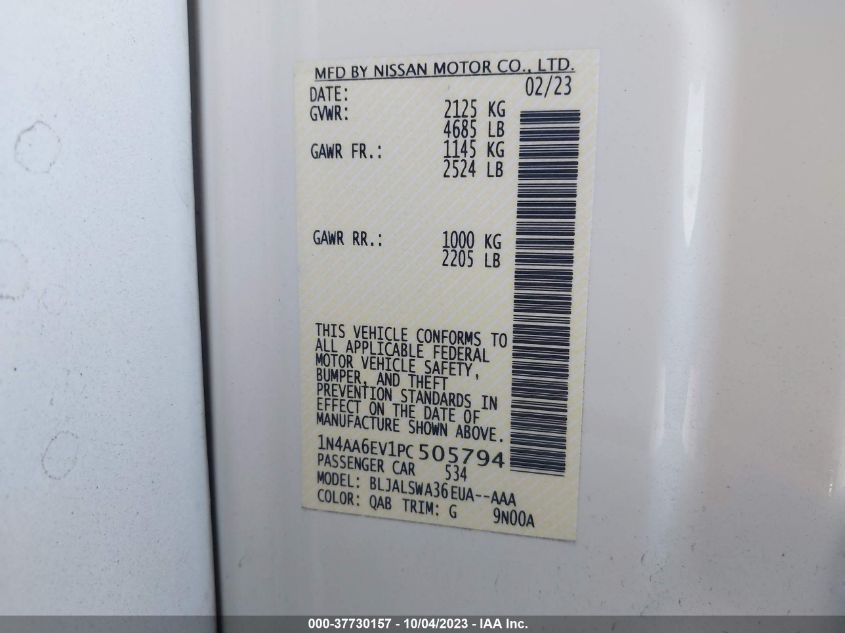 MFD BY NISSAN MOTOR CO., LTD.
DATE: 02/23
GVWR: 2125 KG
4685 LB
GAWR FR.: 1145 KG
2524 LB
GAWR RR.: 1000 KG
2205 LB
THIS VEHICLE CONFORMS TO
ALL APPLICABLE FEDERAL
MOTOR VEHICLE SAFETY,
BUMPER, AND THEFT
PREVENTION STANDARDS IN
EFFECT ON THE DATE OF
MANUFACTURE SHOWN ABOVE.
1N4AA6EV1PC505794
PASSENGER CAR 534
MODEL: BLJALSWA36EUA--AAA
COLOR: QAB TRIM: G 9N00A
000-37730157 - 10/04/2023 - IAA Inc.